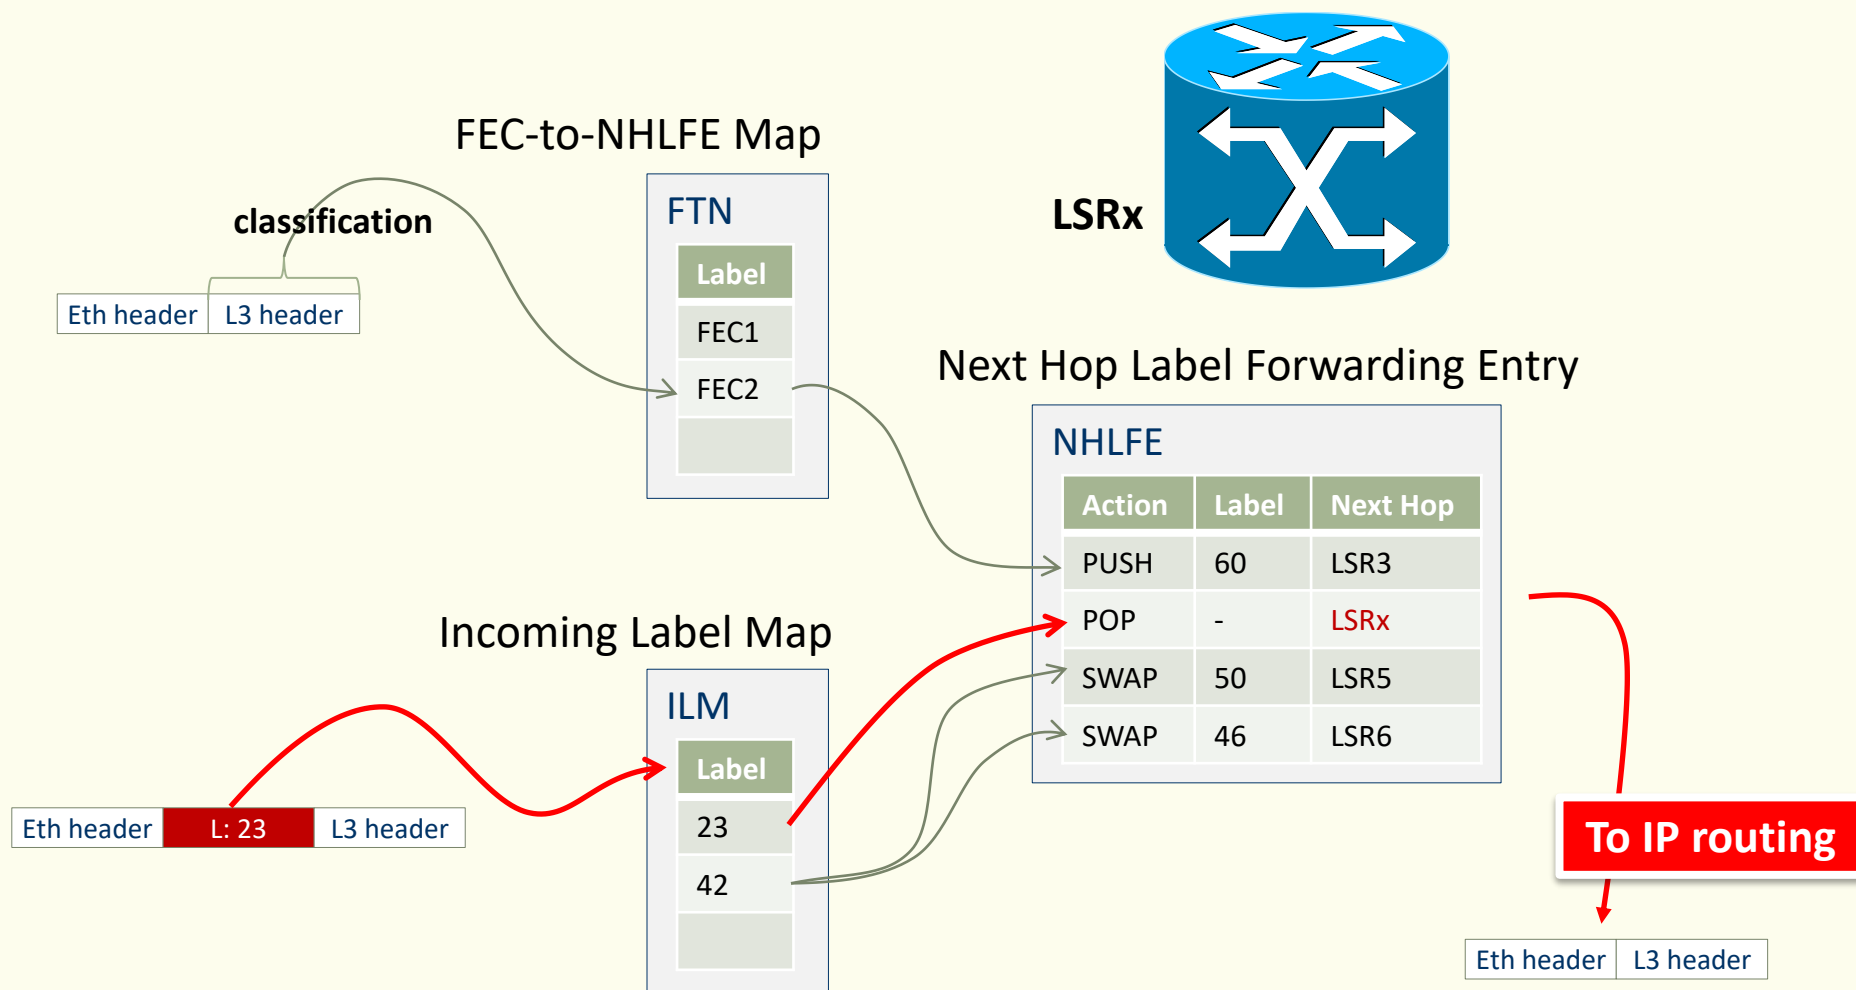 FEC-to-NHLFE Map
classification
FTN
Label
FEC1
FEC2
Eth header L3 header
LSRx
Next Hop Label Forwarding Entry
NHLFE
Action Label Next Hop
PUSH 60 LSR3
POP - LSRx
SWAP 50 LSR5
SWAP 46 LSR6
Incoming Label Map
ILM
Label
23
42
Eth header L: 23 L3 header
To IP routing
Eth header L3 header